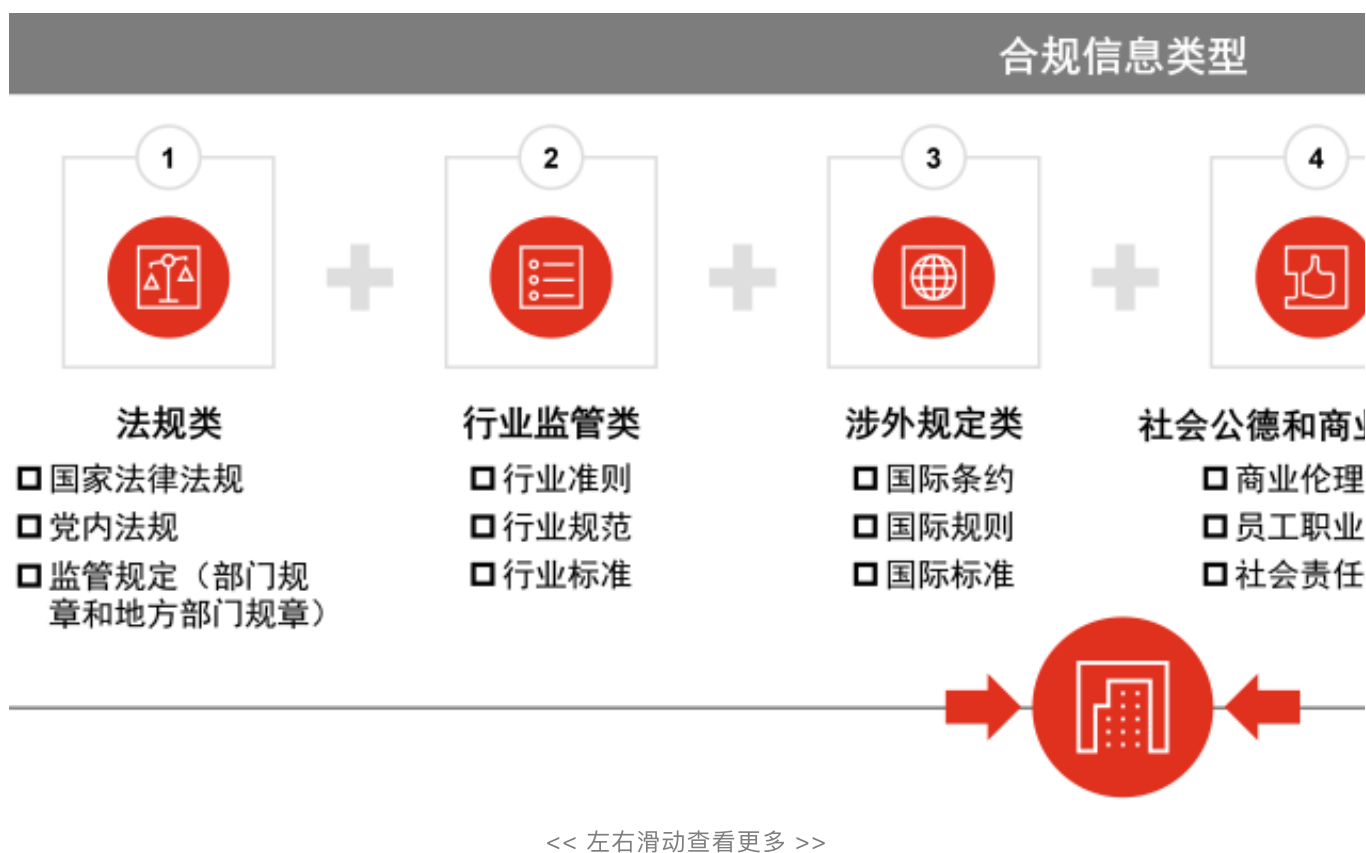 合规信息类型
1
2
3
4
法规类
国家法律法规
党内法规
监管规定（部门规
章和地方部门规章）
行业监管类
行业准则
行业规范
行业标准
涉外规定类
国际条约
国际规则
国际标准
社会公德和商业
商业伦理
员工职业
社会责任
<< 左右滑动查看更多 >>